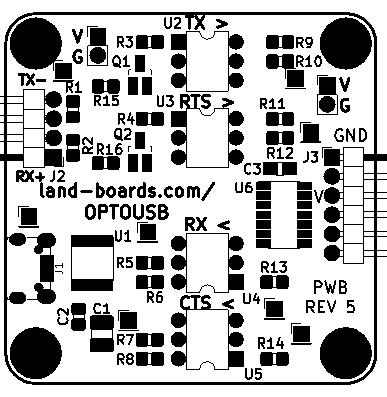 U2 TX >
V
G
R3
Q1
R9
R10
TX-
R1
R15
V
G
U3 RTS >
R4
R11
Q2
R2
R16
GND
R12
J3
C3
RX+ J2
U6
V
land-boards.com/
OPTOUSB
RX <
U1
J1
R5
R13
R6
PWB
REV 5
CTS <
U4
C2
C1
R7
R14
R8
U5